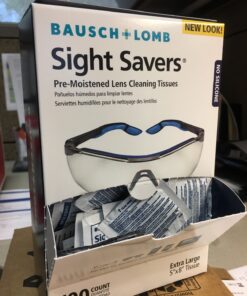 BAUSCH + LOMB
NEW LOOK!
Sight Savers®
Pre-Moistened Lens Cleaning Tissues
Pañuelos húmedos para limpiar lentes
Serviettes humidifiées pour le nettoyage des lentilles
NO SILICONE
Extra Large
5"x8" Tissue
COUNT